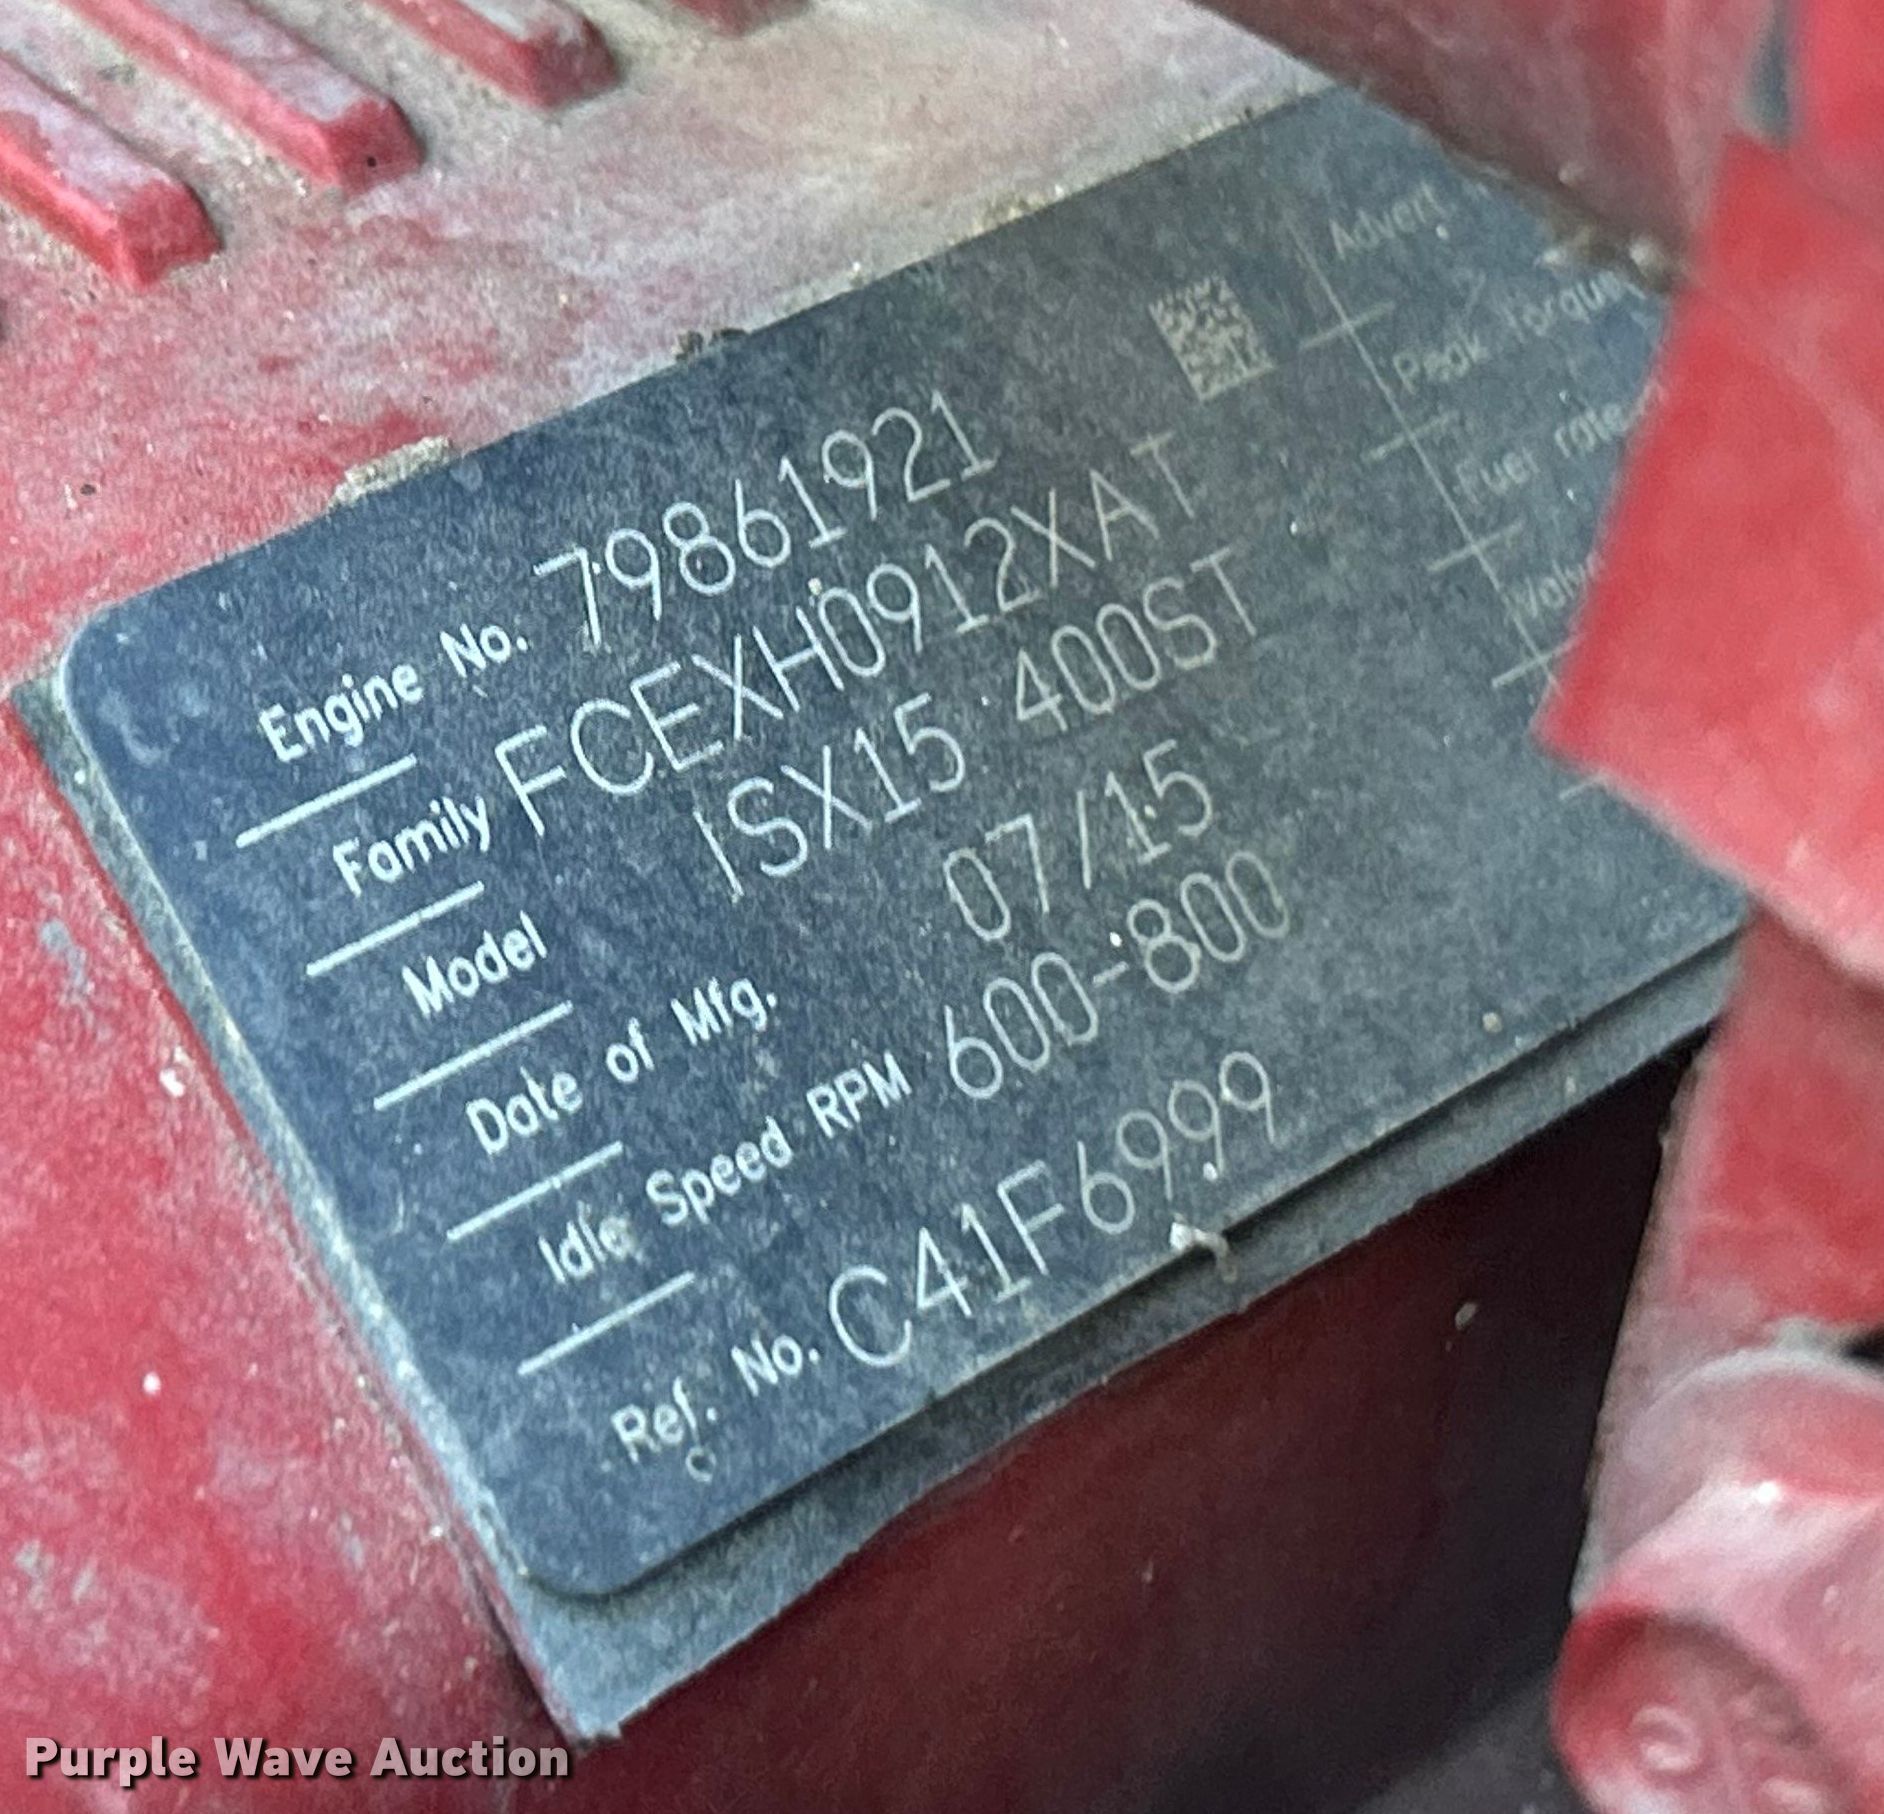 Engine No. 79861921
Family FCEXH0912XAT
Model ISX15 400ST
Date of Mfg. 07/15
Idle Speed RPM 600-800
Ref. No. C41F6999
Advert.
Peak Torque
Fuel rate
Purple Wave Auction